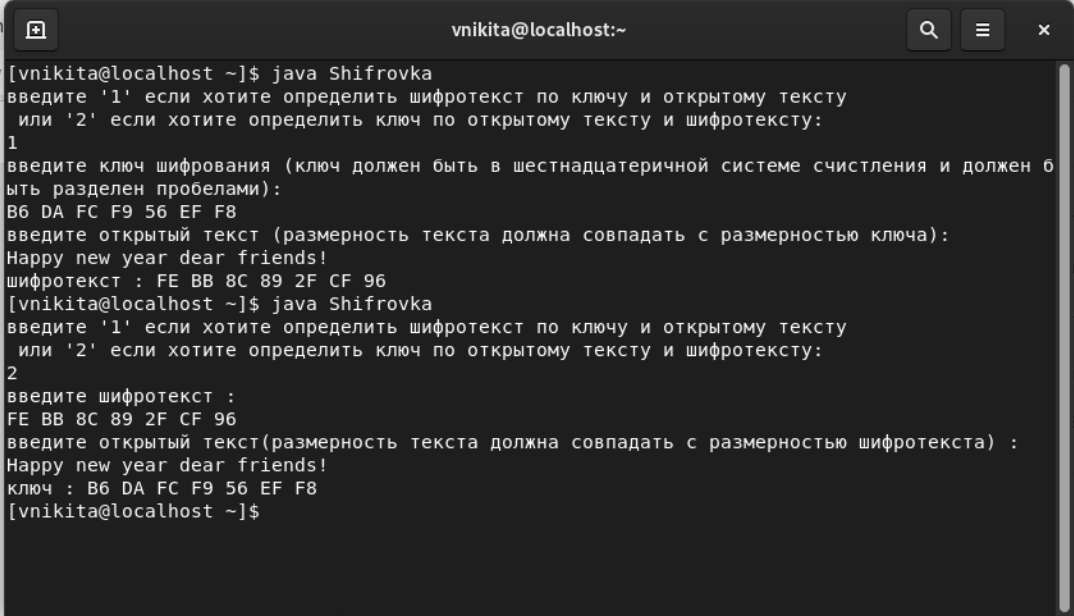 vnikita@localhost:~
[vnikita@localhost ~]$ java Shifrovka
введите '1' если хотите определить шифротекст по ключу и открытому тексту
 или '2' если хотите определить ключ по открытому тексту и шифротексту:
1
введите ключ шифрования (ключ должен быть в шестнадцатеричной системе счистления и должен б
ыть разделен пробелами):
B6 DA FC F9 56 EF F8
введите открытый текст (размерность текста должна совпадать с размерностью ключа):
Happy new year dear friends!
шифротекст : FE BB 8C 89 2F CF 96
[vnikita@localhost ~]$ java Shifrovka
введите '1' если хотите определить шифротекст по ключу и открытому тексту
 или '2' если хотите определить ключ по открытому тексту и шифротексту:
2
введите шифротекст :
FE BB 8C 89 2F CF 96
введите открытый текст(размерность текста должна совпадать с размерностью шифротекста) :
Happy new year dear friends!
ключ : B6 DA FC F9 56 EF F8
[vnikita@localhost ~]$